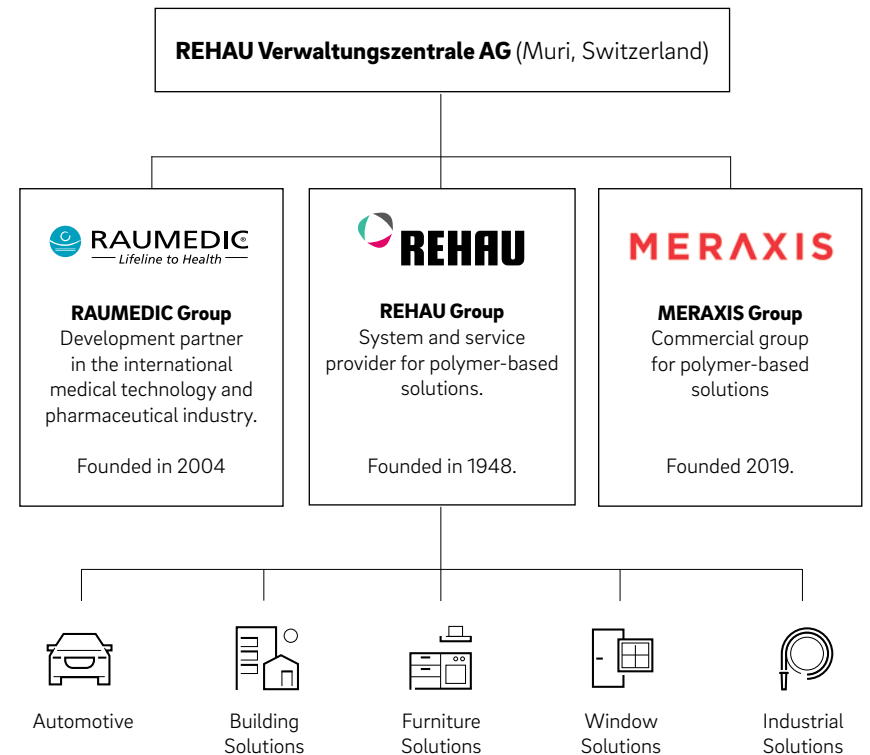 REHAU Verwaltungszentrale AG (Muri, Switzerland)
RAUMEDIC®
Lifeline to Health
RAUMEDIC Group
Development partner
in the international
medical technology and
pharmaceutical industry.
Founded in 2004
REHAU
REHAU Group
System and service
provider for polymer-based
solutions.
Founded in 1948.
MERAXIS
MERAXIS Group
Commercial group
for polymer-based
solutions
Founded 2019.
Automotive
Building
Solutions
Furniture
Solutions
Window
Solutions
Industrial
Solutions